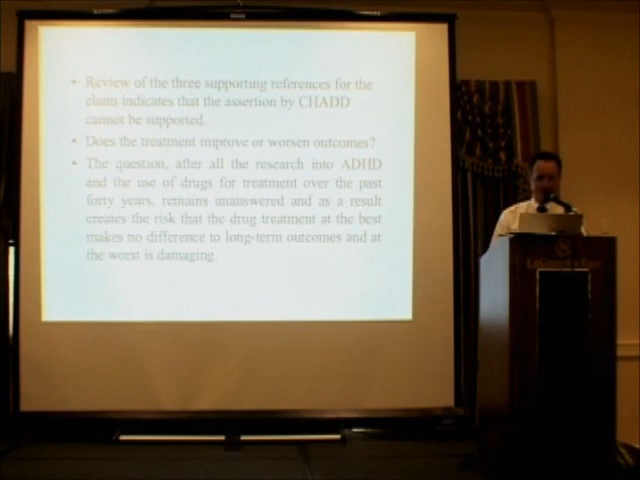 • Review of the three supporting references for the
claim indicates that the assertion by CHADD
cannot be supported.
• Does the treatment improve or worsen outcomes?
• The question, after all the research into ADHD
and the use of drugs for treatment over the past
forty years, remains unanswered and as a result
creates the risk that the drug treatment at the best
makes no difference to long-term outcomes and at
the worst is damaging.